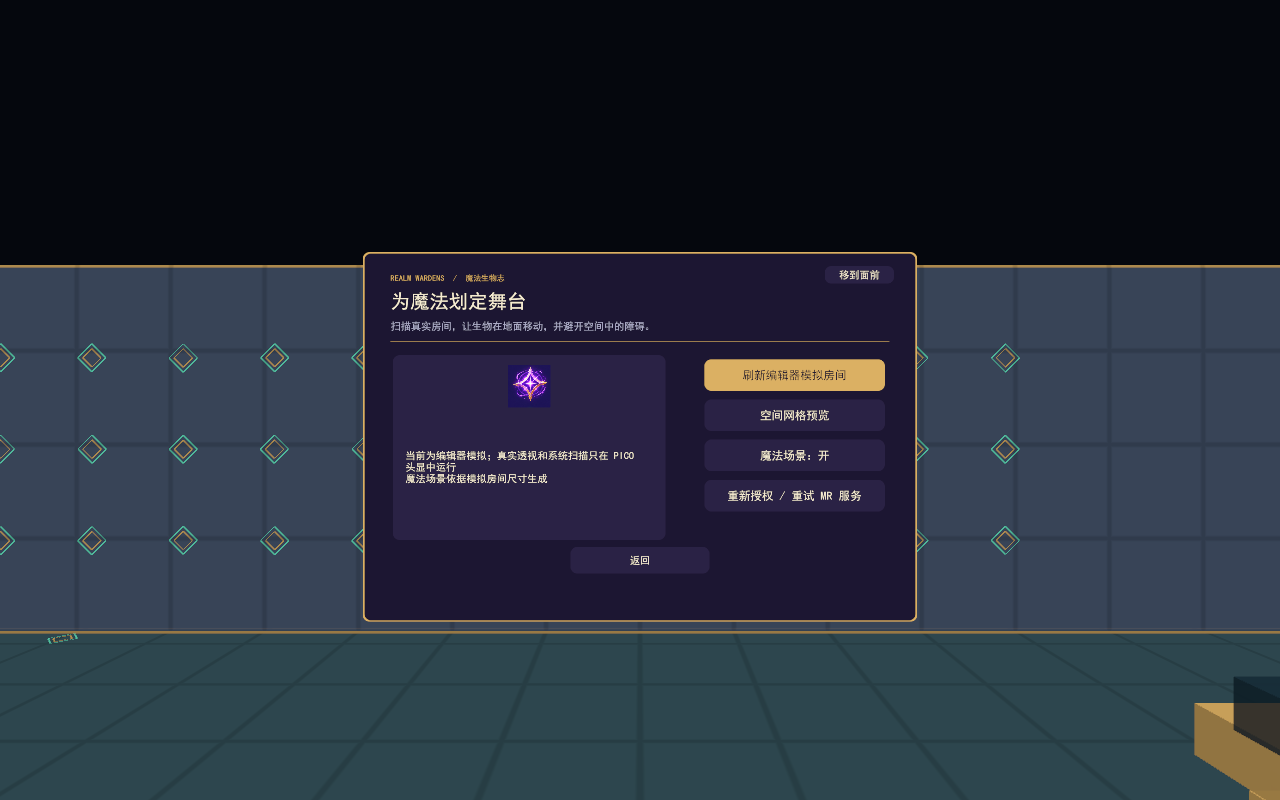 REALM WARDENS / 魔法生物志
移到面前
为魔法划定舞台
扫描真实房间，让生物在地面移动，并避开空间中的障碍。
当前为编辑器模拟；真实透视和系统扫描只在 PICO
头显中运行
魔法场景依据模拟房间尺寸生成
刷新编辑器模拟房间
空间网格预览
魔法场景：开
重新授权 / 重试 MR 服务
返回